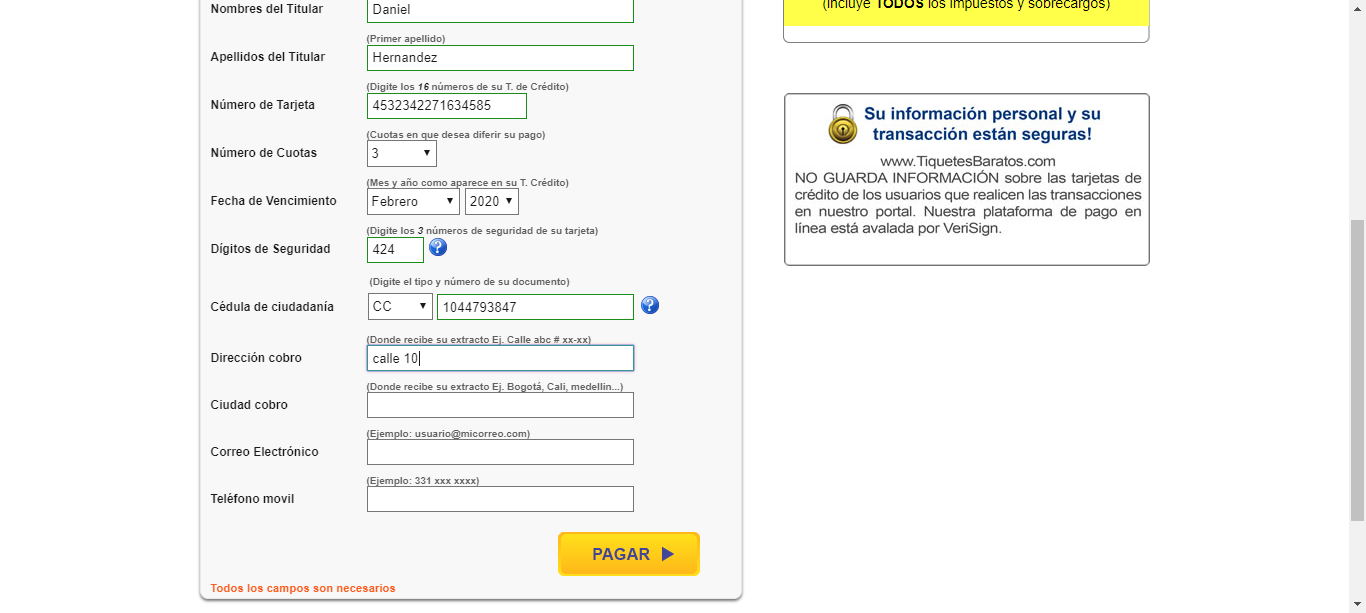 Nombres del Titular
Daniel
(Primer apellido)
Apellidos del Titular
Hernandez
(Digite los 16 números de su T. de Crédito)
Número de Tarjeta
4532342271634585
(Cuotas en que desea diferir su pago)
Número de Cuotas
3
(Mes y año como aparece en su T. Crédito)
Fecha de Vencimiento
Febrero 2020
(Digite los 3 números de seguridad de su tarjeta)
Dígitos de Seguridad
424
?
(Digite el tipo y número de su documento)
Cédula de ciudadanía
CC 1044793847
?
(Donde recibe su extracto Ej. Calle abc # xx-xx)
Dirección cobro
calle 10
(Donde recibe su extracto Ej. Bogotá, Cali, medellin...)
Ciudad cobro
(Ejemplo: usuario@micorreo.com)
Correo Electrónico
(Ejemplo: 331 xxx xxxx)
Teléfono movil
PAGAR
Todos los campos son necesarios
(Incluye TODOS los impuestos y sobrecargos)
Su información personal y su
transacción están seguras!
www.TiquetesBaratos.com
NO GUARDA INFORMACIÓN sobre las tarjetas de
crédito de los usuarios que realicen las transacciones
en nuestro portal. Nuestra plataforma de pago en
línea está avalada por VeriSign.